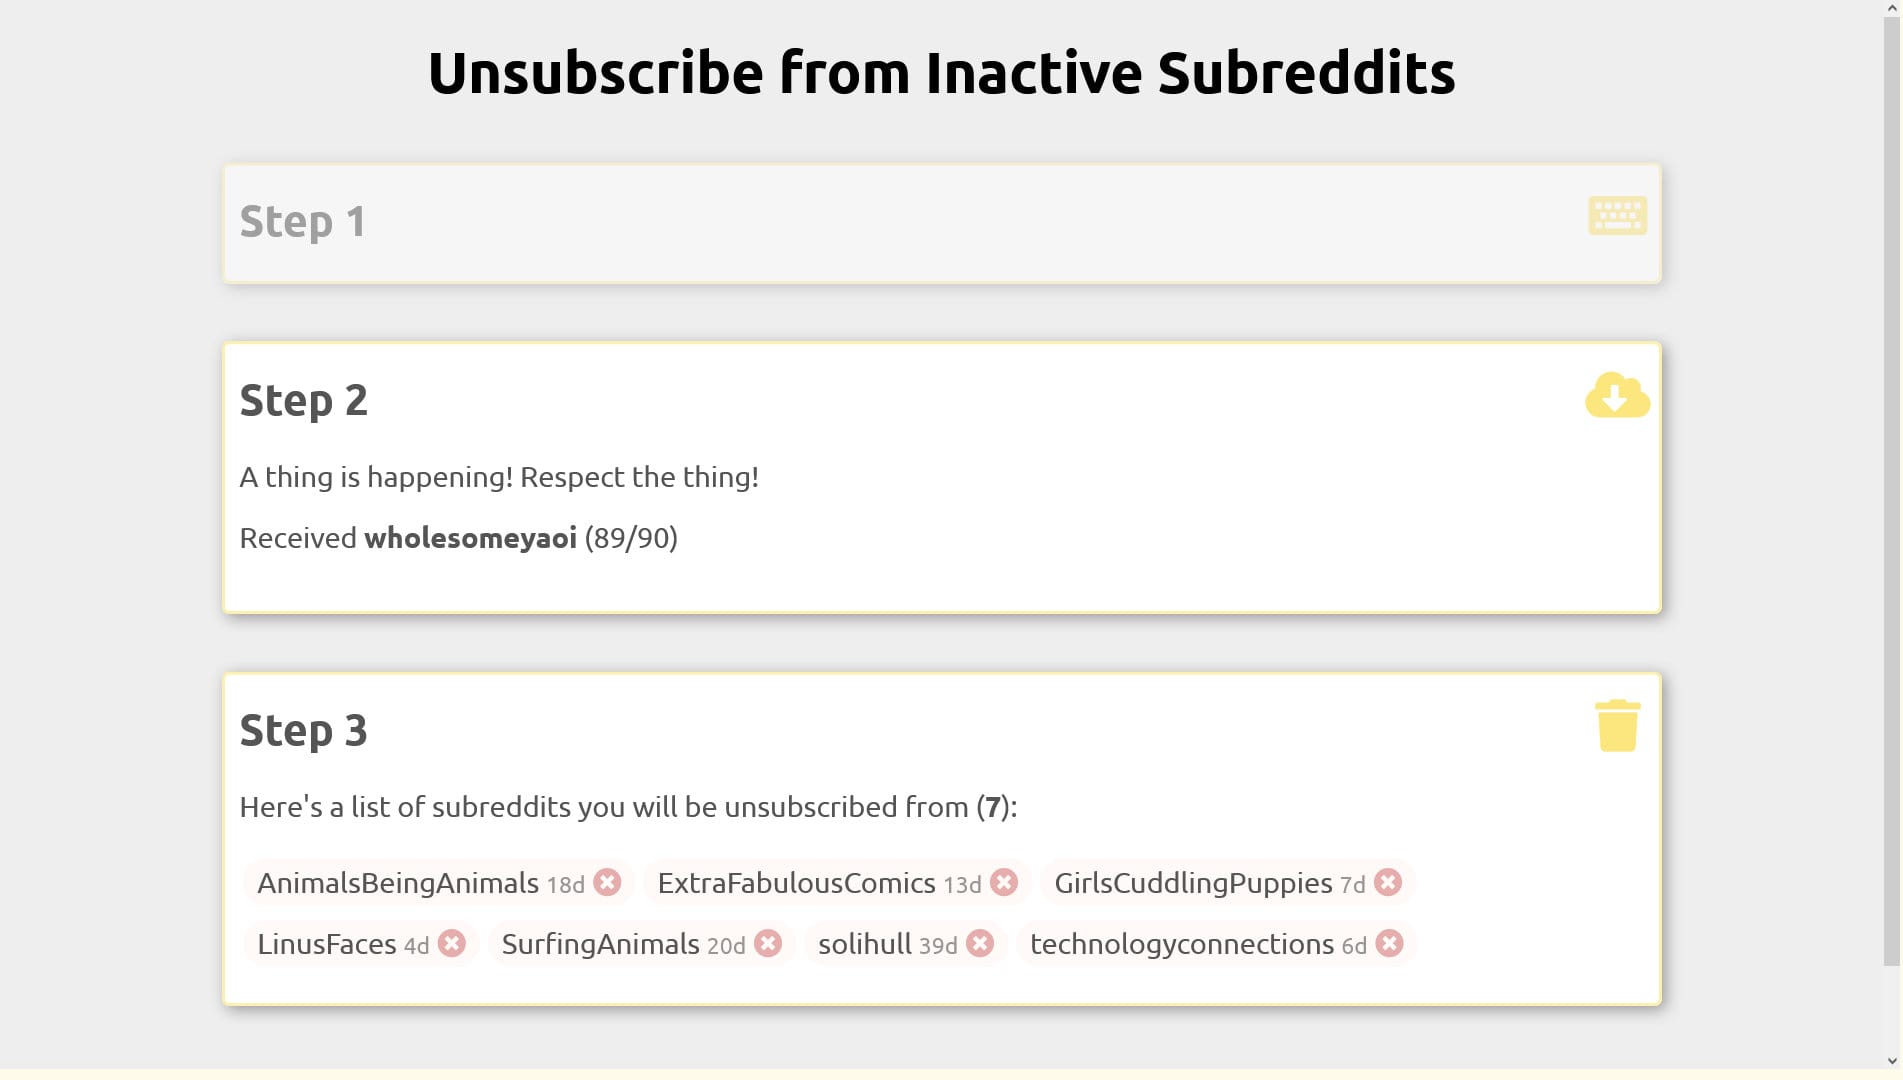 Unsubscribe from Inactive Subreddits
Step 1
Step 2
A thing is happening! Respect the thing!
Received wholesomeyaoi (89/90)
Step 3
Here's a list of subreddits you will be unsubscribed from (7):
AnimalsBeingAnimals 18d ExtraFabulousComics 13d GirlsCuddlingPuppies 7d
LinusFaces 4d SurfingAnimals 20d solihull 39d technologyconnections 6d